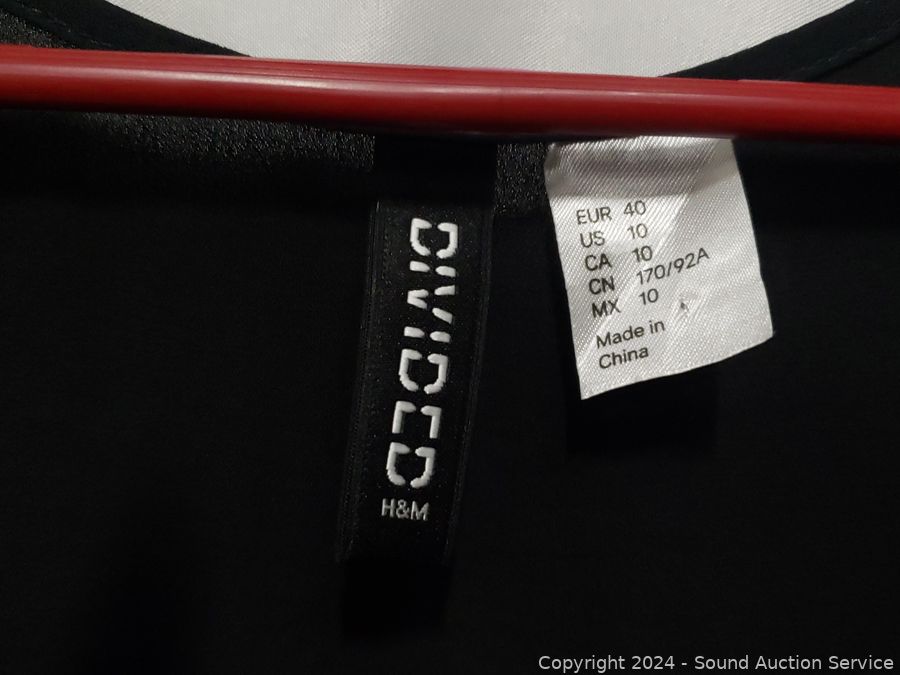 DIVIDED
H&M
EUR 40
US 10
CA 10
CN 170/92A
MX 10
Made in
China
Copyright 2024 - Sound Auction Service